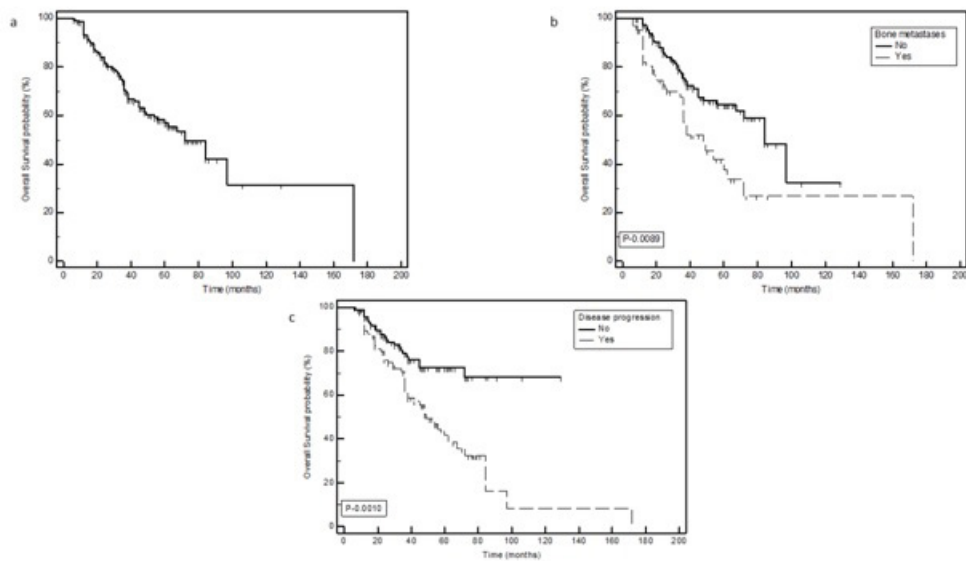 a
Overall Survival probability (%)
100
80
60
40
20
0
0 20 40 60 80 100 120 140 160 180 200
Time (months)
b
Overall Survival probability (%)
100
80
60
40
20
0
Bone metastases
No
Yes
P-0.0089
0 20 40 60 80 100 120 140 160 180 200
Time (months)
c
Overall Survival probability (%)
100
80
60
40
20
0
Disease progression
No
Yes
P-0.0010
0 20 40 60 80 100 120 140 160 180 200
Time (months)